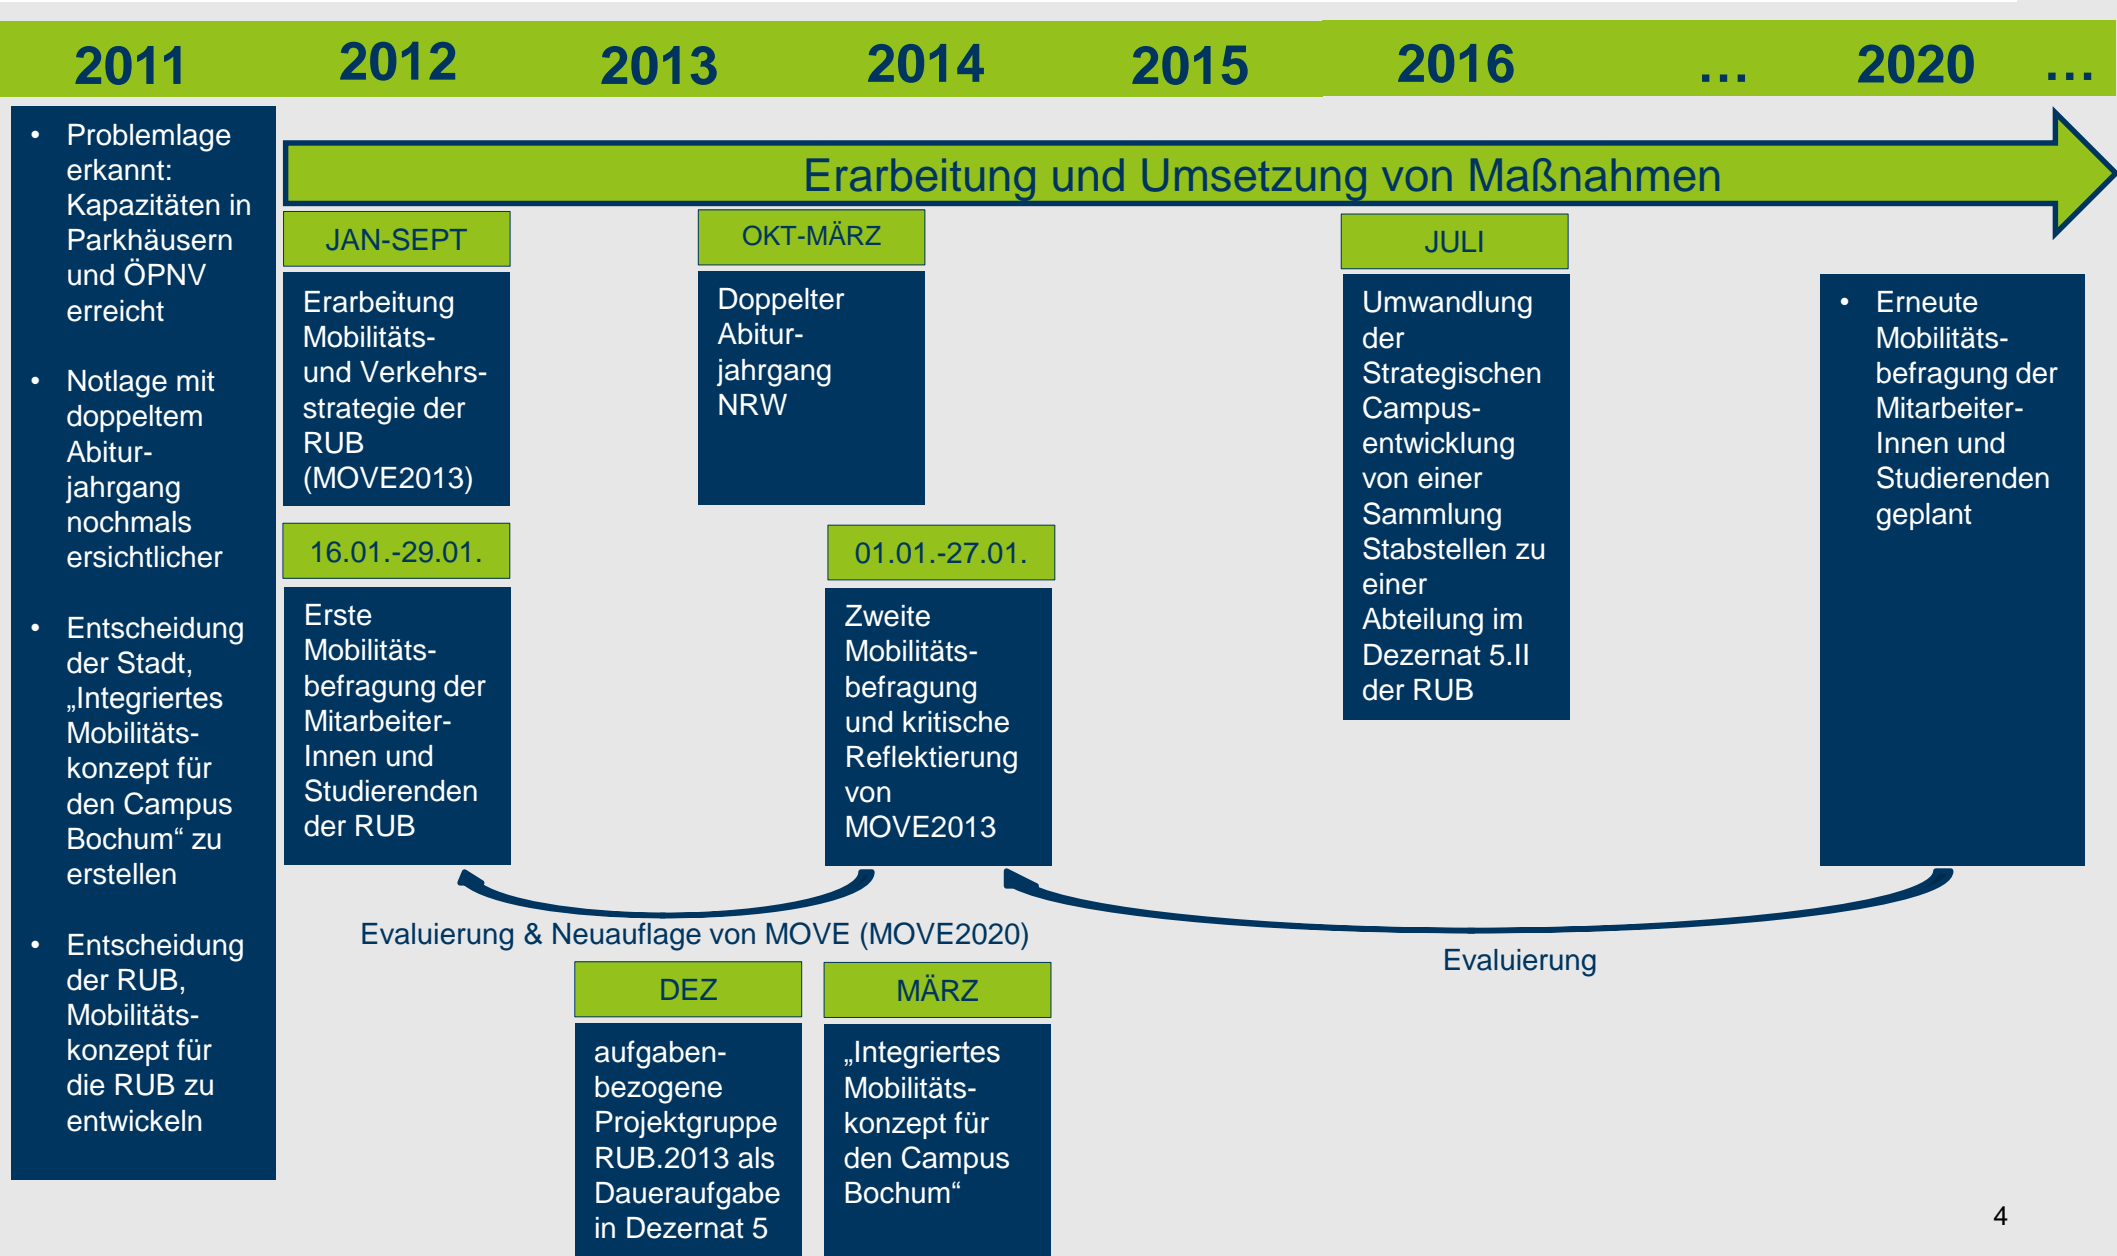 2011 2012 2013 2014 2015 2016 … 2020 …
• Problemlage
erkannt:
Kapazitäten in
Parkhäusern
und ÖPNV
erreicht
• Notlage mit
doppeltem
Abitur-
jahrgang
nochmals
ersichtlicher
• Entscheidung
der Stadt,
„Integriertes
Mobilitäts-
konzept für
den Campus
Bochum“ zu
erstellen
• Entscheidung
der RUB,
Mobilitäts-
konzept für
die RUB zu
entwickeln
Erarbeitung und Umsetzung von Maßnahmen
JAN-SEPT
Erarbeitung
Mobilitäts-
und Verkehrs-
strategie der
RUB
(MOVE2013)
16.01.-29.01.
Erste
Mobilitäts-
befragung der
Mitarbeiter-
Innen und
Studierenden
der RUB
OKT-MÄRZ
Doppelter
Abitur-
jahrgang
NRW
01.01.-27.01.
Zweite
Mobilitäts-
befragung
und kritische
Reflektierung
von
MOVE2013
JULI
Umwandlung
der
Strategischen
Campus-
entwicklung
von einer
Sammlung
Stabstellen zu
einer
Abteilung im
Dezernat 5.II
der RUB
• Erneute
Mobilitäts-
befragung der
Mitarbeiter-
Innen und
Studierenden
geplant
Evaluierung & Neuauflage von MOVE (MOVE2020)
Evaluierung
DEZ
aufgaben-
bezogene
Projektgruppe
RUB.2013 als
Daueraufgabe
in Dezernat 5
MÄRZ
„Integriertes
Mobilitäts-
konzept für
den Campus
Bochum“
4